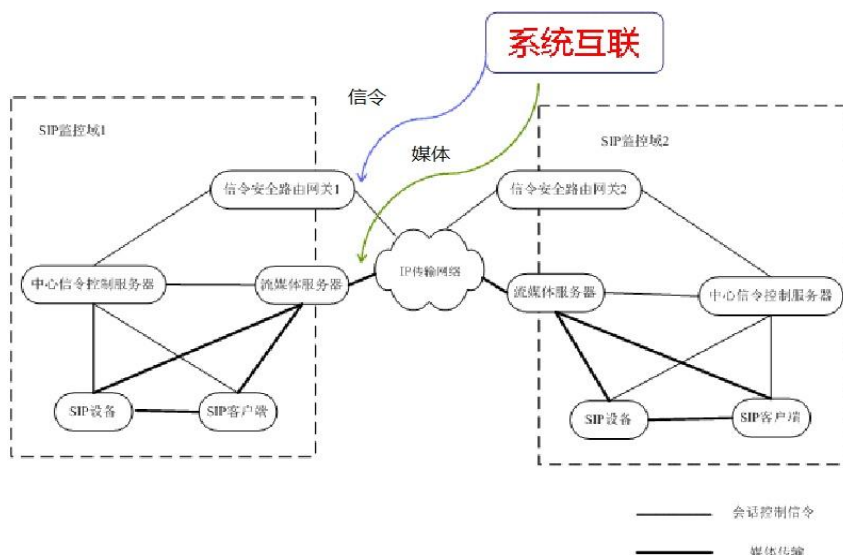 系统互联
信令
媒体
SIP监控域1
SIP监控域2
信令安全路由网关1
信令安全路由网关2
IP传输网络
中心信令控制服务器
流媒体服务器
流媒体服务器
中心信令控制服务器
SIP设备
SIP客户端
SIP设备
SIP客户端
会话控制信令
媒体传输